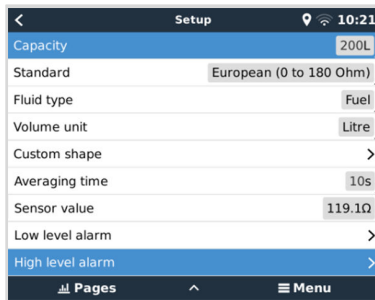 Setup 10:21
Capacity 200L
Standard European (0 to 180 Ohm)
Fluid type Fuel
Volume unit Litre
Custom shape
Averaging time 10s
Sensor value 119.1Ω
Low level alarm
High level alarm
Pages Menu